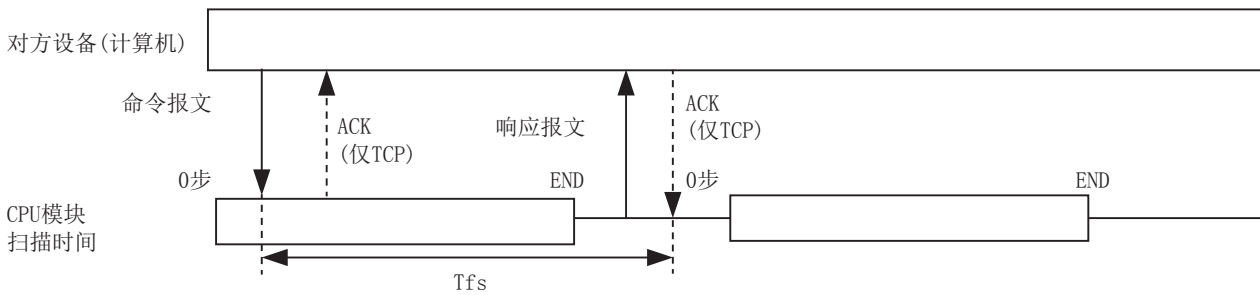 对方设备(计算机)
命令报文
ACK
(仅TCP)
响应报文
ACK
(仅TCP)
0步
END
0步
END
CPU模块
扫描时间
Tfs